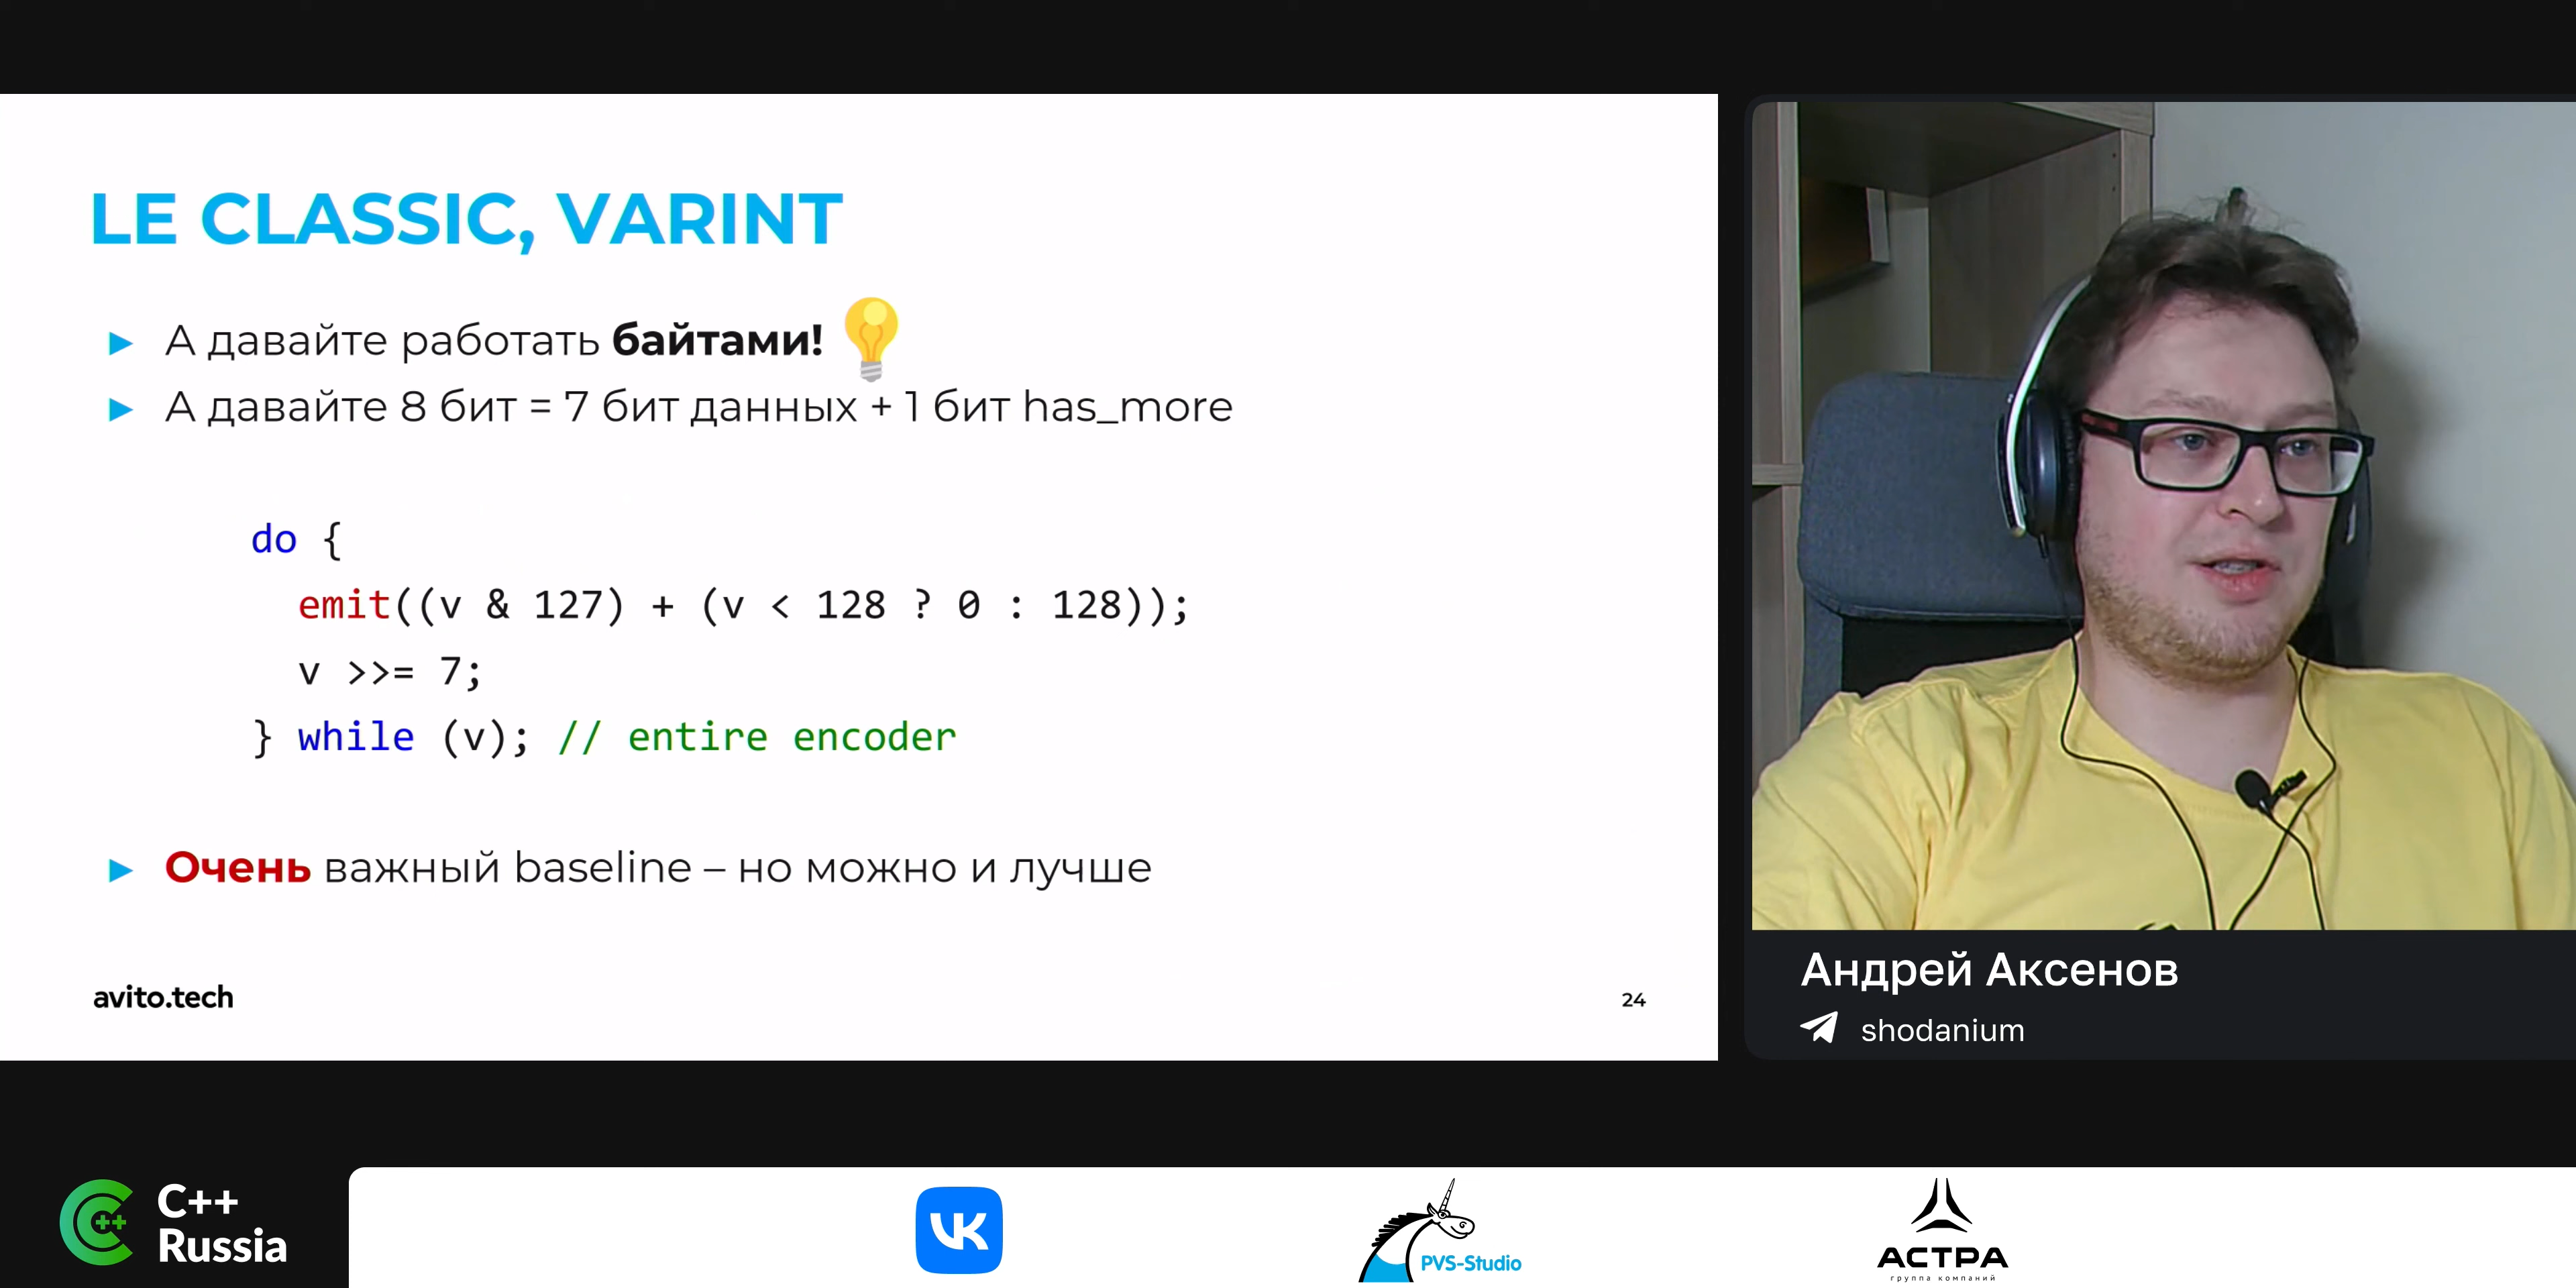 LE CLASSIC, VARINT
► А давайте работать байтами!
► А давайте 8 бит = 7 бит данных + 1 бит has_more
do {
emit((v & 127) + (v < 128 ? 0 : 128));
v >>= 7;
} while (v); // entire encoder
► Очень важный baseline – но можно и лучше
avito.tech
24
Андрей Аксенов
shodanium
C++
Russia
VK
PVS-Studio
АСТРА
группа компаний